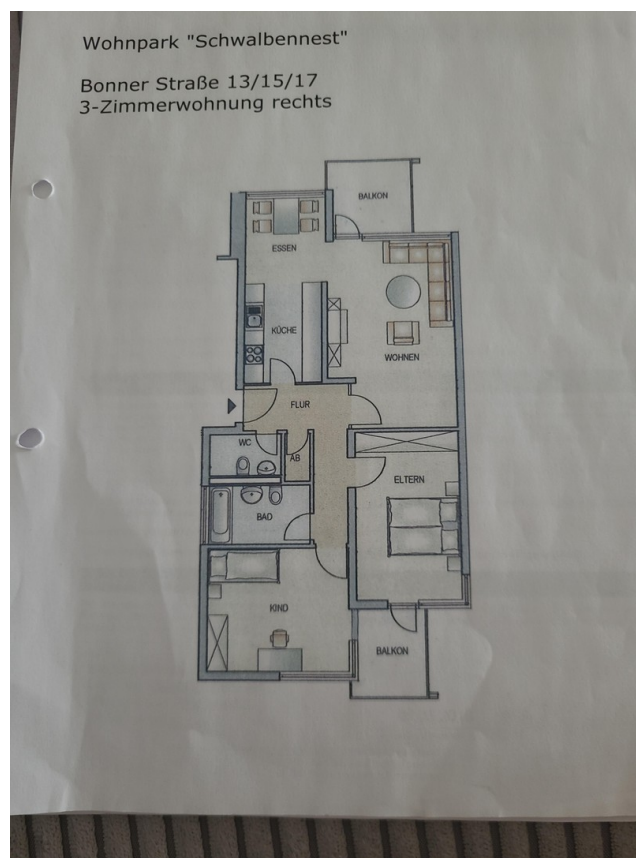 Wohnpark "Schwalbennest"
Bonner Straße 13/15/17
3-Zimmerwohnung rechts
BALKON
ESSEN
KÜCHE
WOHNEN
FLUR
WC
AB
ELTERN
BAD
KIND
BALKON